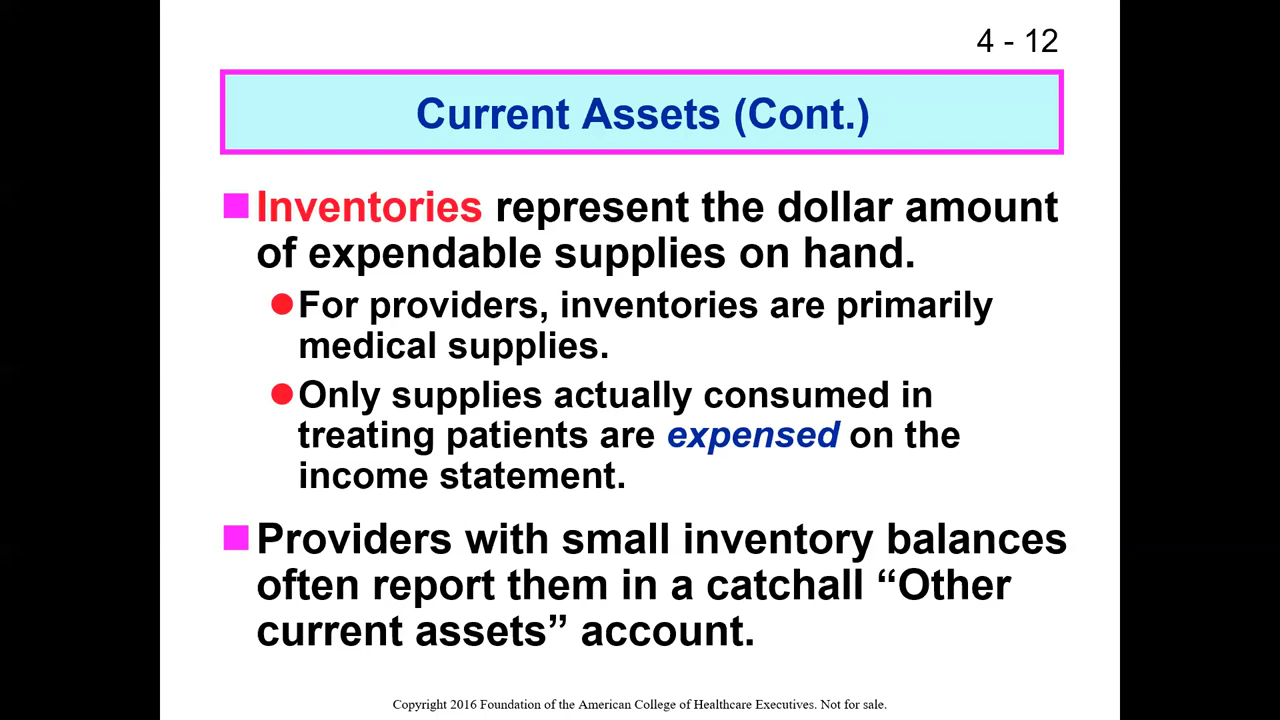 4 - 12
Current Assets (Cont.)
Inventories represent the dollar amount
of expendable supplies on hand.
For providers, inventories are primarily
medical supplies.
Only supplies actually consumed in
treating patients are expensed on the
income statement.
Providers with small inventory balances
often report them in a catchall “Other
current assets” account.
Copyright 2016 Foundation of the American College of Healthcare Executives. Not for sale.